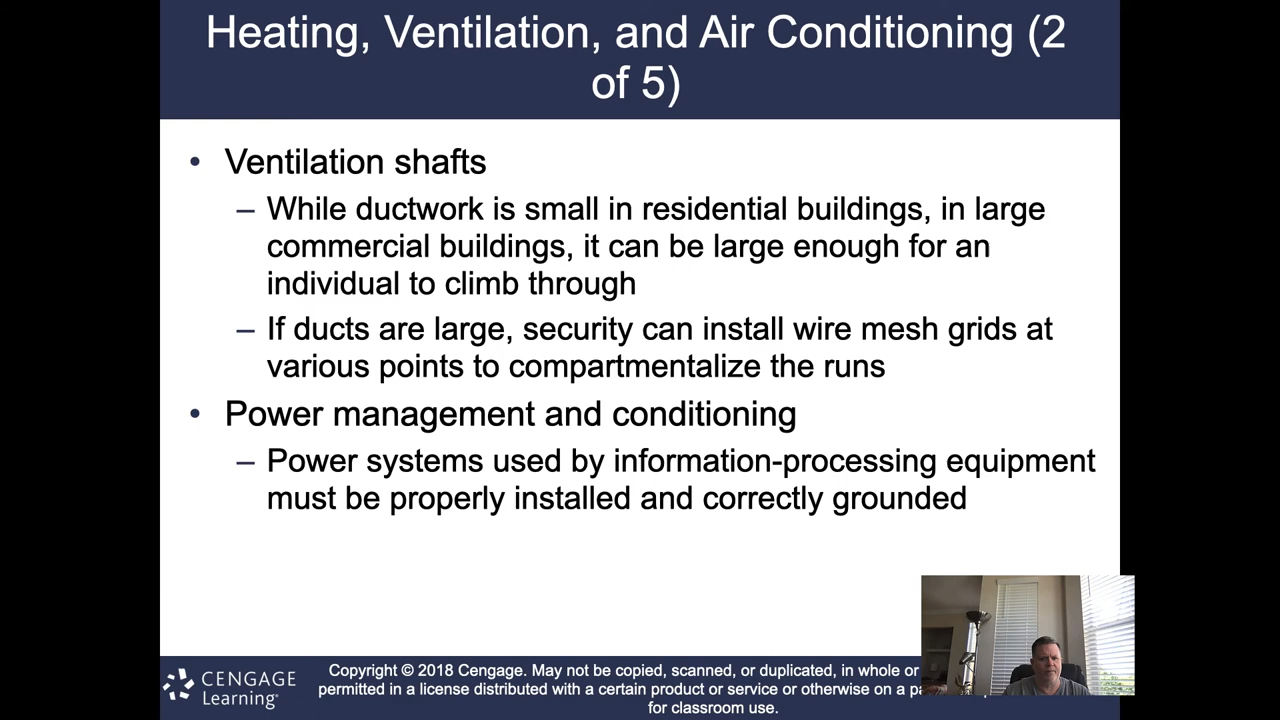 Heating, Ventilation, and Air Conditioning (2
of 5)
• Ventilation shafts
– While ductwork is small in residential buildings, in large
commercial buildings, it can be large enough for an
individual to climb through
– If ducts are large, security can install wire mesh grids at
various points to compartmentalize the runs
• Power management and conditioning
– Power systems used by information-processing equipment
must be properly installed and correctly grounded
CENGAGE
Learning®
Copyright © 2018 Cengage. May not be copied, scanned, or duplicated, in whole or
permitted in a license distributed with a certain product or service or otherwise on a
for classroom use.